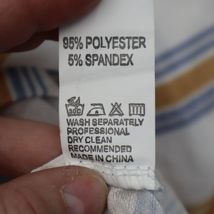 95% POLYESTER
5% SPANDEX
WASH SEPARATELY
PROFESSIONAL
DRY CLEAN
RECOMMENDED
MADE IN CHINA